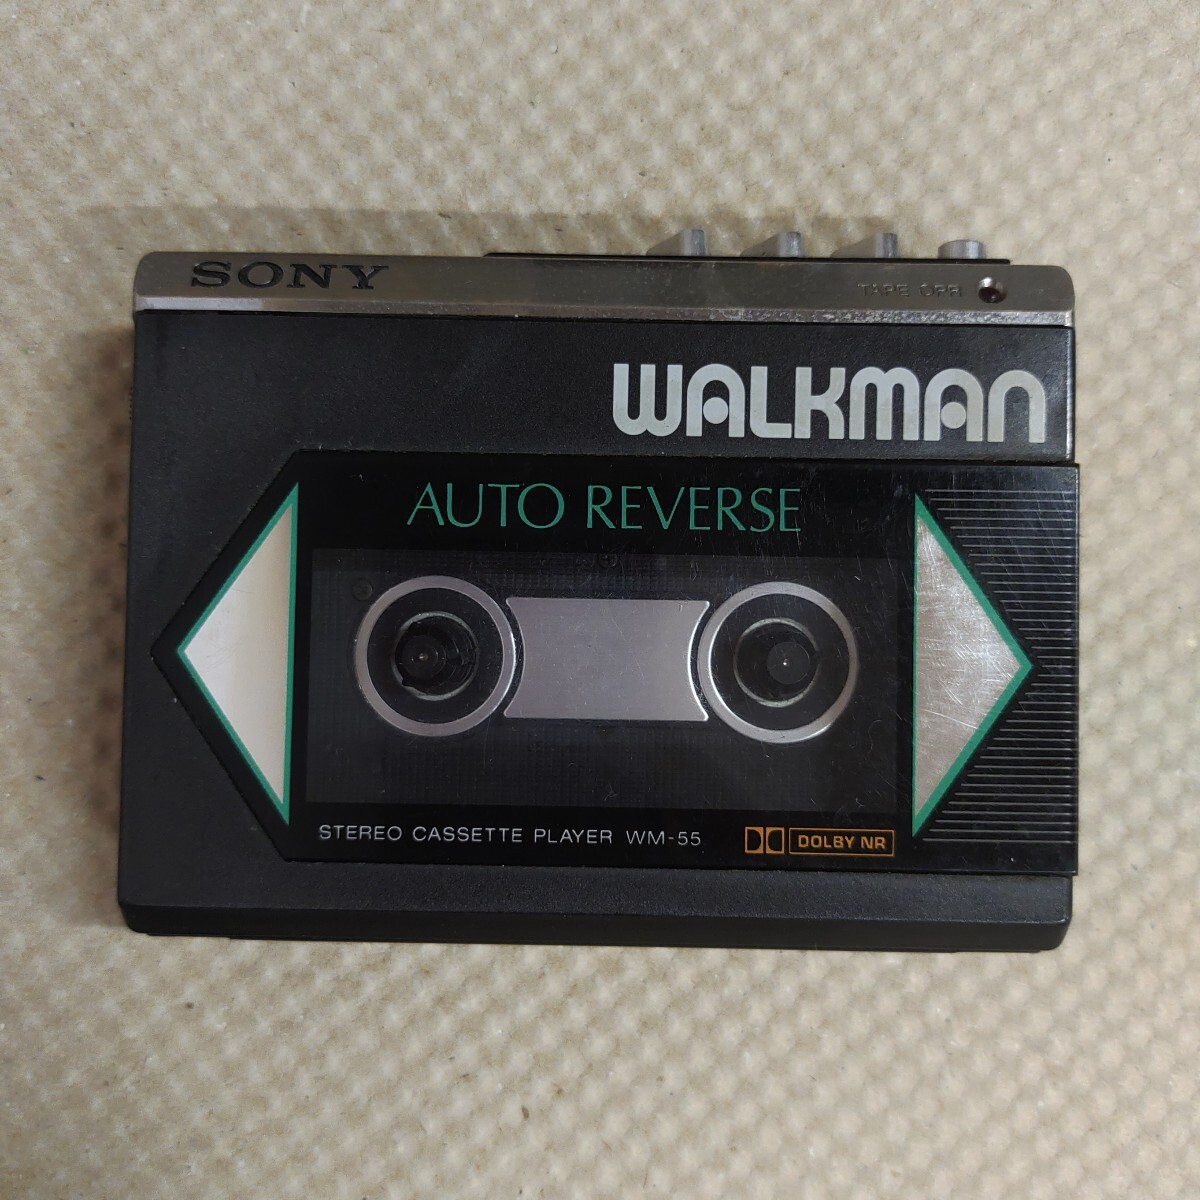 SONY
TAPE OPR
WALKMAN
AUTO REVERSE
STEREO CASSETTE PLAYER WM-55
DOLBY NR